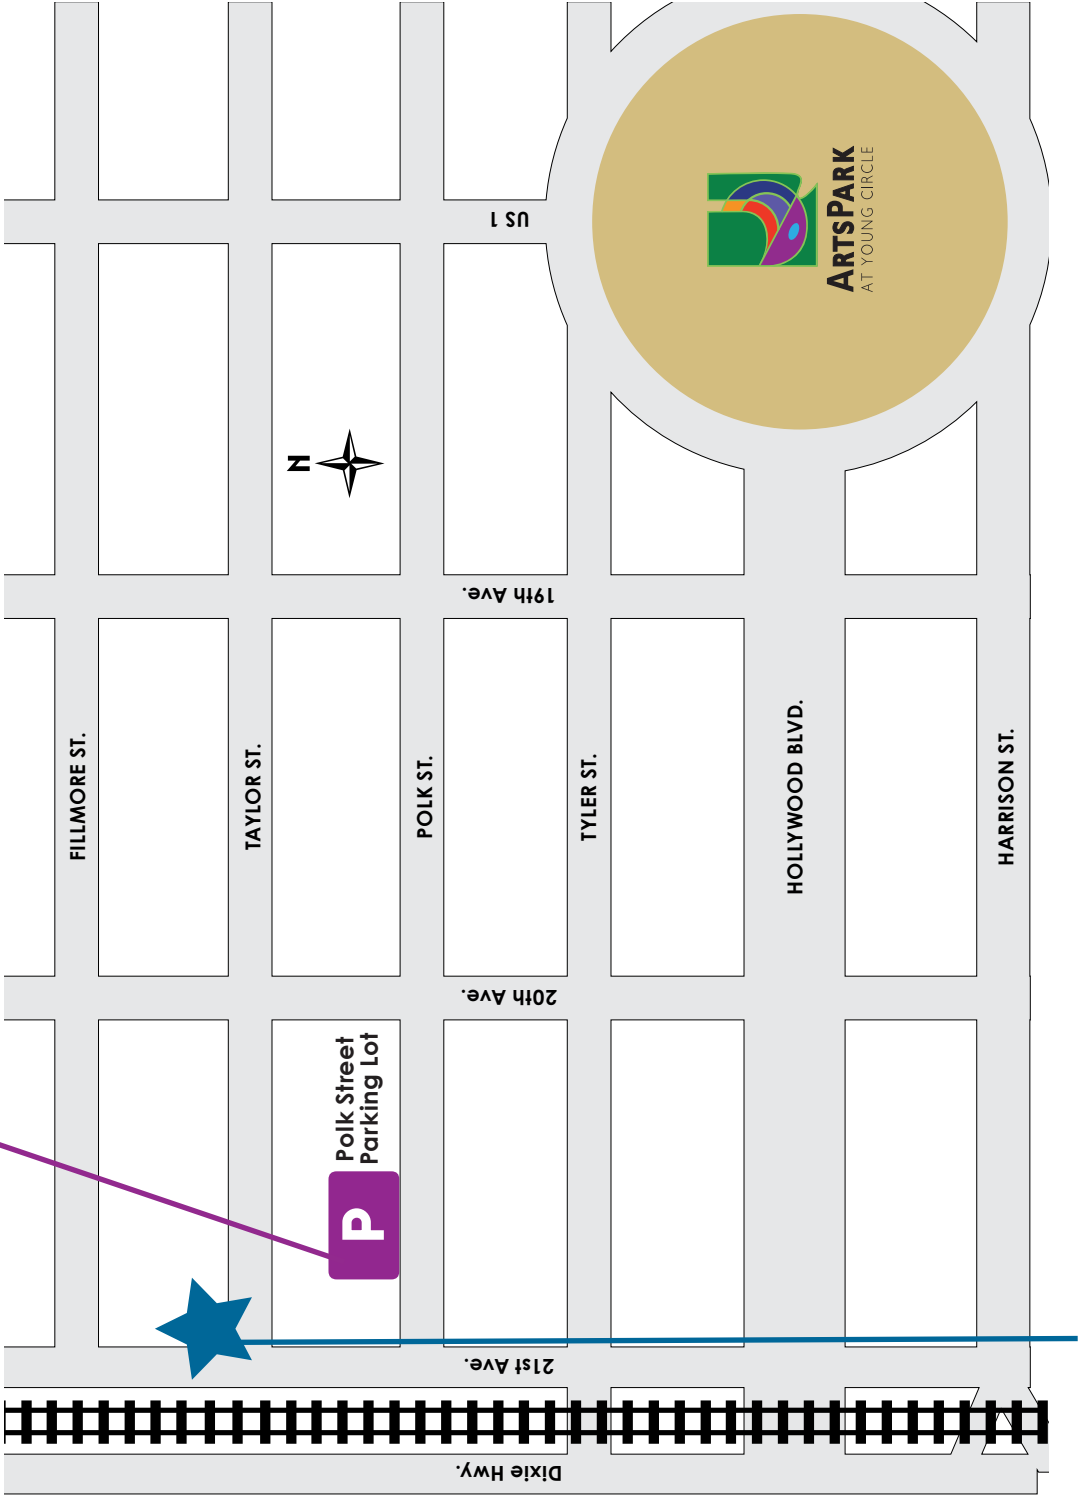 US 1
ARTSPARK
AT YOUNG CIRCLE
N
19th Ave.
FILLMORE ST.
TAYLOR ST.
POLK ST.
TYLER ST.
HOLLYWOOD BLVD.
HARRISON ST.
20th Ave.
Polk Street
Parking Lot
P
21st Ave.
Dixie Hwy.